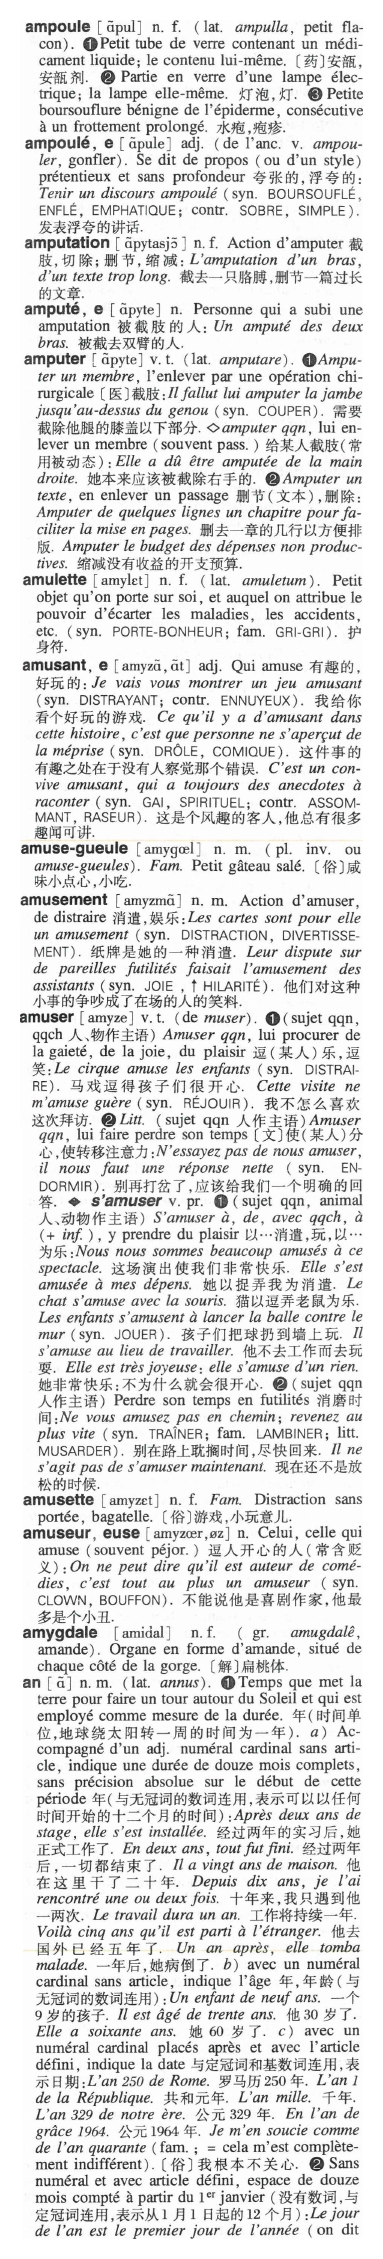 ampoule [ ɑ̃pul] n. f. ( lat. ampulla, petit fla-
con). ❶Petit tube de verre contenant un médi-
cament liquide; le contenu lui-même. 〔药〕安瓿,
安瓿剂. ❷ Partie en verre d'une lampe élec-
trique; la lampe elle-même. 灯泡,灯. ❸ Petite
boursouflure bénigne de l'épiderme, consécutive
à un frottement prolongé. 水疱,疱疹.
ampoulé, e [ ɑ̃pule] adj. (de l'anc. v. ampou-
ler, gonfler). Se dit de propos (ou d'un style)
prétentieux et sans profondeur 夸张的,浮夸的:
Tenir un discours ampoulé ( syn. BOURSOUFLÉ,
ENFLÉ, EMPHATIQUE; contr. SOBRE, SIMPLE ).
发表浮夸的讲话.
amputation [ ɑ̃pytasjɔ̃ ] n. f. Action d'amputer 截
肢,切除; 删节,缩减: L'amputation d'un bras,
d'un texte trop long. 截去一只胳膊,删节一篇过长
的文章.
amputé, e [ ɑ̃pyte] n. Personne qui a subi une
amputation 被截肢的人: Un amputé des deux
bras. 被截去双臂的人.
amputer [ ɑ̃pyte] v. t. ( lat. amputare). ❶Ampu-
ter un membre, l'enlever par une opération chi-
rurgicale〔医〕截肢:Il fallut lui amputer la jambe
jusqu'au-dessus du genou ( syn. COUPER). 需要
截除他腿的膝盖以下部分. ◇amputer qqn, lui en-
lever un membre (souvent pass. ) 给某人截肢(常
用被动态): Elle a dû être amputée de la main
droite. 她本来应该被截除右手的. ❷Amputer un
texte, en enlever un passage 删节(文本),删除:
Amputer de quelques lignes un chapitre pour fa-
ciliter la mise en pages. 删去一章的几行以方便排
版. Amputer le budget des dépenses non produc-
tives. 缩减没有收益的开支预算.
amulette [ amylɛt] n. f. ( lat. amuletum). Petit
objet qu'on porte sur soi, et auquel on attribue le
pouvoir d'écarter les maladies, les accidents,
etc. ( syn. PORTE-BONHEUR; fam. GRI-GRI ). 护
身符.
amusant, e [ amyzɑ̃, ɑ̃t] adj. Qui amuse 有趣的,
好玩的: Je vais vous montrer un jeu amusant
( syn. DISTRAYANT; contr. ENNUYEUX). 我给你
看个好玩的游戏. Ce qu'il y a d'amusant dans
cette histoire, c'est que personne ne s'aperçut de
la méprise ( syn. DRÔLE, COMIQUE). 这件事的
有趣之处在于没有人察觉那个错误. C'est un con-
vive amusant, qui a toujours des anecdotes à
raconter ( syn. GAI, SPIRITUEL; contr. ASSOM-
MANT, RASEUR). 这是个风趣的客人,他总有很多
趣闻可讲.
amuse-gueule [ amygœl] n. m. ( pl. inv. ou
amuse-gueules). Fam. Petit gâteau salé.〔俗〕咸
味小点心,小吃.
amusement [ amyzmɑ̃] n. m. Action d'amuser,
de distraire 消遣,娱乐:Les cartes sont pour elle
un amusement ( syn. DISTRACTION, DIVERTISSE-
MENT). 纸牌是她的一种消遣. Leur dispute sur
de pareilles futilités faisait l'amusement des
assistants ( syn. JOIE , ↑ HILARITÉ ). 他们对这种
小事的争吵成了在场的人的笑料.
amuser [ amyze] v. t. (de muser). ❶(sujet qqn,
qqch 人、物作主语) Amuser qqn, lui procurer de
la gaieté, de la joie, du plaisir 逗(某人)乐,逗
笑: Le cirque amuse les enfants ( syn. DISTRAI-
RE). 马戏逗得孩子们很开心. Cette visite ne
m'amuse guère ( syn. RÉJOUIR ). 我不怎么喜欢
这次拜访. ❷Litt. (sujet qqn 人作主语)Amuser
qqn, lui faire perdre son temps〔文〕使(某人)分
心,使转移注意力: N'essayez pas de nous amuser,
il nous faut une réponse nette ( syn. EN-
DORMIR). 别再打岔了,应该给我们一个明确的回
答. ◆ s'amuser v. pr. ❶ ( sujet qqn, animal
人、动物作主语) S'amuser à, de, avec qqch, à
(+ inf. ), y prendre du plaisir 以…消遣,玩,以…
为乐:Nous nous sommes beaucoup amusés à ce
spectacle. 这场演出使我们非常快乐. Elle s'est
amusée à mes dépens. 她以捉弄我为消遣. Le
chat s'amuse avec la souris. 猫以逗弄老鼠为乐.
Les enfants s'amusent à lancer la balle contre le
mur ( syn. JOUER). 孩子们把球扔到墙上玩. Il
s'amuse au lieu de travailler. 他不去工作而去玩
耍. Elle est très joyeuse: elle s'amuse d'un rien.
她非常快乐:不为什么就会很开心. ❷(sujet qqn
人作主语) Perdre son temps en futilités 消磨时
间:Ne vous amusez pas en chemin; revenez au
plus vite ( syn. TRAÎNER; fam. LAMBINER; litt.
MUSARDER). 别在路上耽搁时间,尽快回来. Il ne
s'agit pas de s'amuser maintenant. 现在还不是放
松的时候.
amusette [ amyzɛt] n. f. Fam. Distraction sans
portée, bagatelle.〔俗〕游戏,小玩意儿.
amuseur, euse [ amyzœr,øz] n. Celui, celle qui
amuse (souvent péjor. ) 逗人开心的人(常含贬
义): On ne peut dire qu'il est auteur de comé-
dies, c'est tout au plus un amuseur ( syn.
CLOWN, BOUFFON). 不能说他是喜剧作家,他最
多是个小丑.
amygdale [ amidal] n. f. ( gr. amugdalê,
amande). Organe en forme d'amande, situé de
chaque côté de la gorge.〔解〕扁桃体.
an [ ɑ̃] n. m. (lat. annus). ❶Temps que met la
terre pour faire un tour autour du Soleil et qui est
employé comme mesure de la durée. 年(时间单
位,地球绕太阳转一周的时间为一年). a) Ac-
compagné d'un adj. numéral cardinal sans arti-
cle, indique une durée de douze mois complets,
sans précision absolue sur le début de cette
période 年(与无冠词的数词连用,表示可以以任何
时间开始的十二个月的时间):Après deux ans de
stage, elle s'est installée. 经过两年的实习后,她
正式工作了. En deux ans, tout fut fini. 经过两年
后,一切都结束了. Il a vingt ans de maison. 他
在这里干了二十年. Depuis dix ans, je l'ai
rencontré une ou deux fois. 十年来,我只遇到他
一两次. Le travail dura un an. 工作将持续一年.
Voilà cinq ans qu'il est parti à l'étranger. 他去
国外已经五年了. Un an après, elle tomba
malade. 一年后,她病倒了. b) avec un numéral
cardinal sans article, indique l'âge 年,年龄(与
无冠词的数词连用): Un enfant de neuf ans. 一个
9岁的孩子. Il est âgé de trente ans. 他30岁了.
Elle a soixante ans. 她 60 岁了. c) avec un
numéral cardinal placés après et avec l'article
défini, indique la date 与定冠词和基数词连用,表
示日期:L'an 250 de Rome. 罗马历250年. L'an I
de la République. 共和元年. L'an mille. 千年.
L'an 329 de notre ère. 公元 329 年. En l'an de
grâce 1964. 公元1964 年. Je m'en soucie comme
de l'an quarante (fam. ; = cela m'est complète-
ment indifférent).〔俗〕我根本不关心. ❷ Sans
numéral et avec article défini, espace de douze
mois compté à partir du 1er janvier (没有数词,与
定冠词连用,表示从1月1日起的12个月):Le jour
de l'an est le premier jour de l'année ( on dit